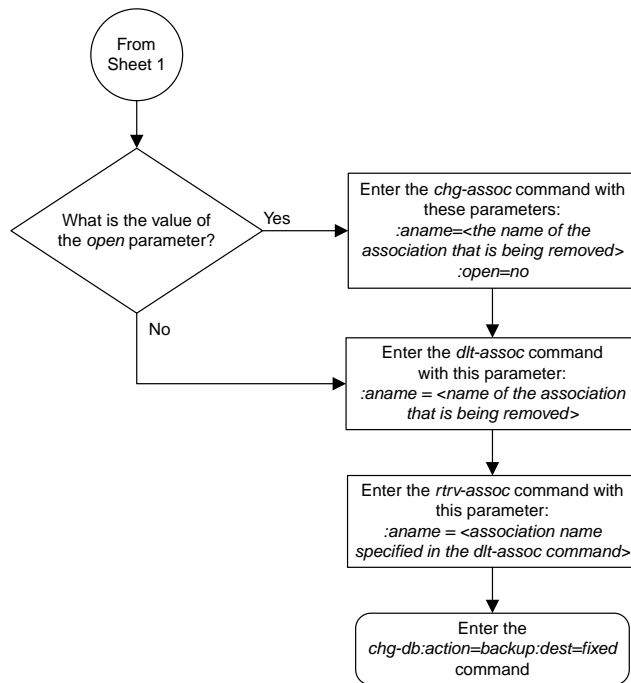 From
Sheet 1
What is the value of
the open parameter?
Yes
No
Enter the chg-assoc command with
these parameters:
:aname=<the name of the
association that is being removed>
:open=no
Enter the dlt-assoc command
with this parameter:
:aname = <name of the association
that is being removed>
Enter the rtrv-assoc command with
this parameter:
:aname = <association name
specified in the dlt-assoc command>
Enter the
chg-db:action=backup:dest=fixed
command